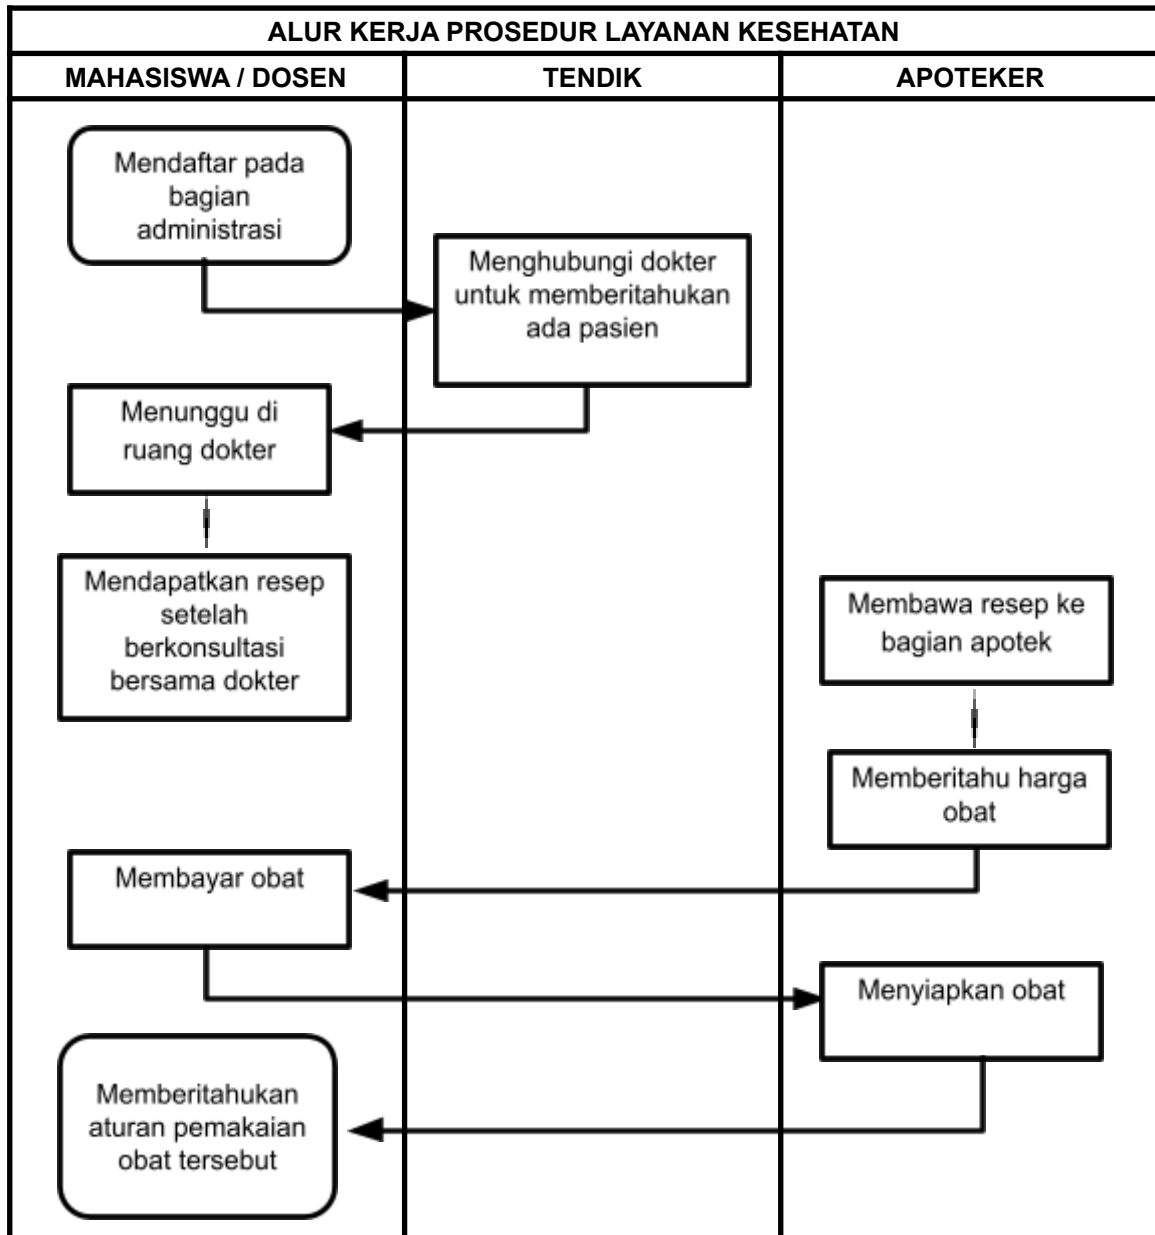 ALUR KERJA PROSEDUR LAYANAN KESEHATAN
MAHASISWA / DOSEN
TENDIK
APOTEKER
Mendaftar pada
bagian
administrasi
Menghubungi dokter
untuk memberitahukan
ada pasien
Menunggu di
ruang dokter
Mendapatkan resep
setelah
berkonsultasi
bersama dokter
Membawa resep ke
bagian apotek
Memberitahu harga
obat
Membayar obat
Menyiapkan obat
Memberitahukan
aturan pemakaian
obat tersebut